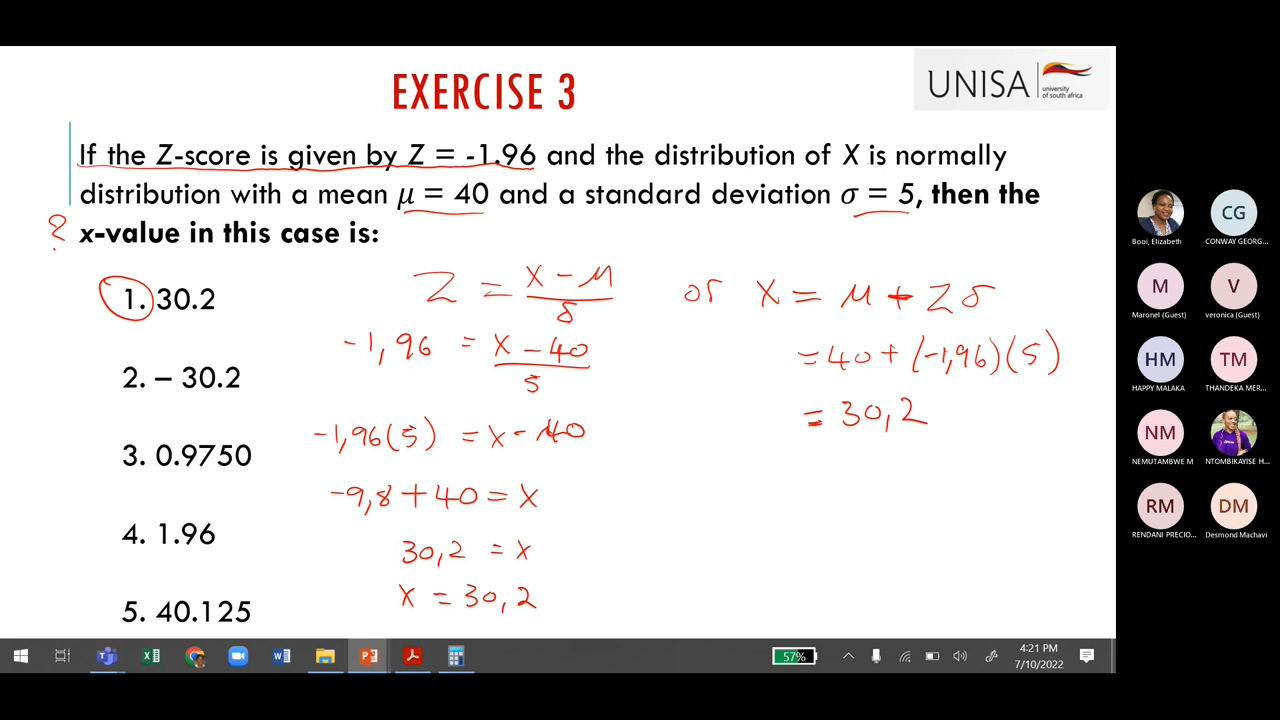 EXERCISE 3
UNISA
university
of south africa
If the Z-score is given by Z = -1.96 and the distribution of X is normally
distribution with a mean μ = 40 and a standard deviation σ = 5, then the
? x-value in this case is:
1. 30.2
2. – 30.2
3. 0.9750
4. 1.96
5. 40.125
Z = X - μ
σ
-1,96 = X - 40
5
-1,96(5) = X - 40
-9,8 + 40 = X
30,2 = X
X = 30,2
or X = μ + Zσ
= 40 + (-1,96)(5)
= 30,2
Booi, Elizabeth
CG
CONWAY GEORG...
M
Maronel (Guest)
V
veronica (Guest)
HM
HAPPY MALAKA
TM
THANDEKA MER...
NM
NEMUTAMBWE M
NTOMBIKAYISE H...
RM
RENDANI PRECIO...
DM
Desmond Machavi
57%
4:21 PM
7/10/2022